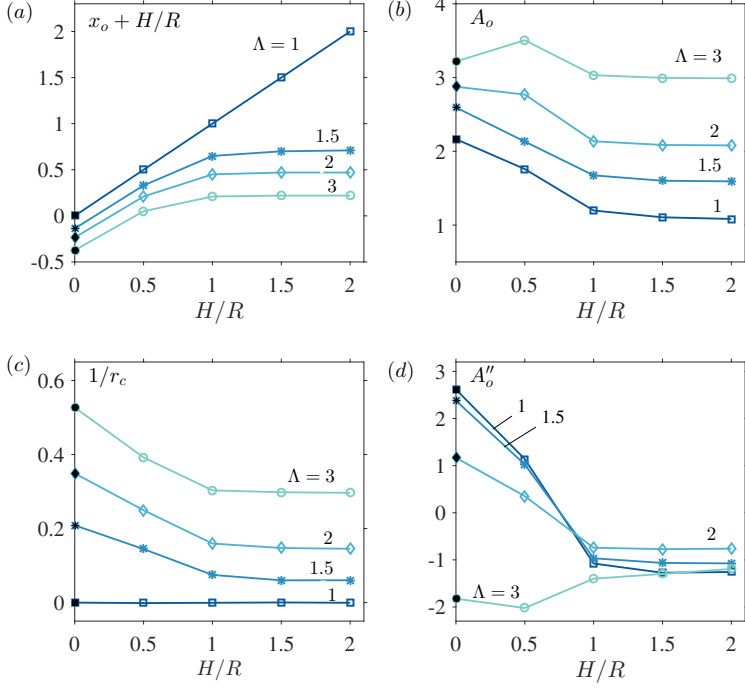 (a) x_o + H/R
2
1.5
1
0.5
0
-0.5
Λ = 1
1.5
2
3
0 0.5 1 1.5 2
H/R
(b) A_o
4
3
2
1
Λ = 3
2
1.5
1
0 0.5 1 1.5 2
H/R
(c) 1/r_c
0.6
0.4
0.2
0
Λ = 3
2
1.5
1
0 0.5 1 1.5 2
H/R
(d) A″_o
3
2
1
0
-1
-2
1
1.5
2
Λ = 3
0 0.5 1 1.5 2
H/R